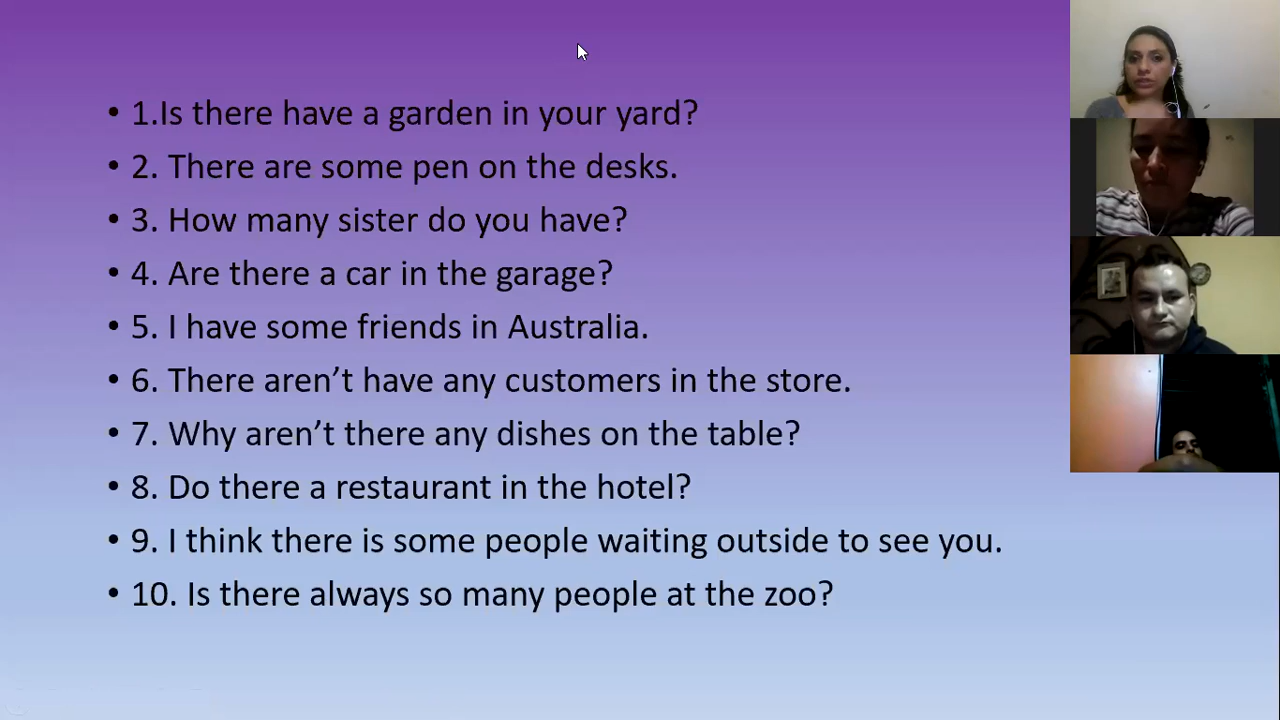 • 1.Is there have a garden in your yard?
• 2. There are some pen on the desks.
• 3. How many sister do you have?
• 4. Are there a car in the garage?
• 5. I have some friends in Australia.
• 6. There aren’t have any customers in the store.
• 7. Why aren’t there any dishes on the table?
• 8. Do there a restaurant in the hotel?
• 9. I think there is some people waiting outside to see you.
• 10. Is there always so many people at the zoo?